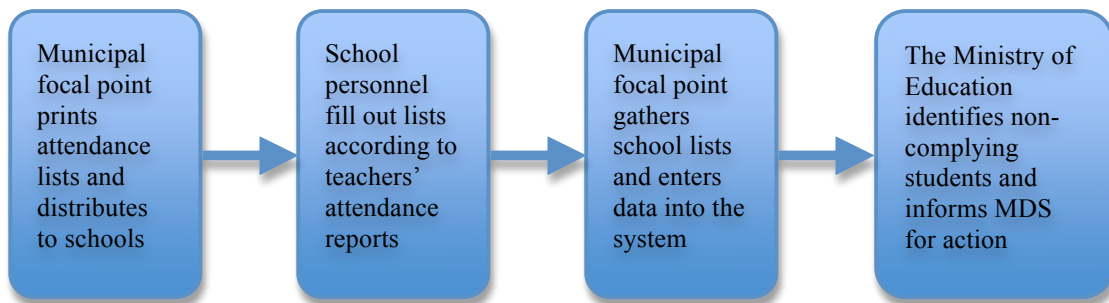 Municipal
focal point
prints
attendance
lists and
distributes
to schools
School
personnel
fill out lists
according to
teachers’
attendance
reports
Municipal
focal point
gathers
school lists
and enters
data into the
system
The Ministry of
Education
identifies non-
complying
students and
informs MDS
for action